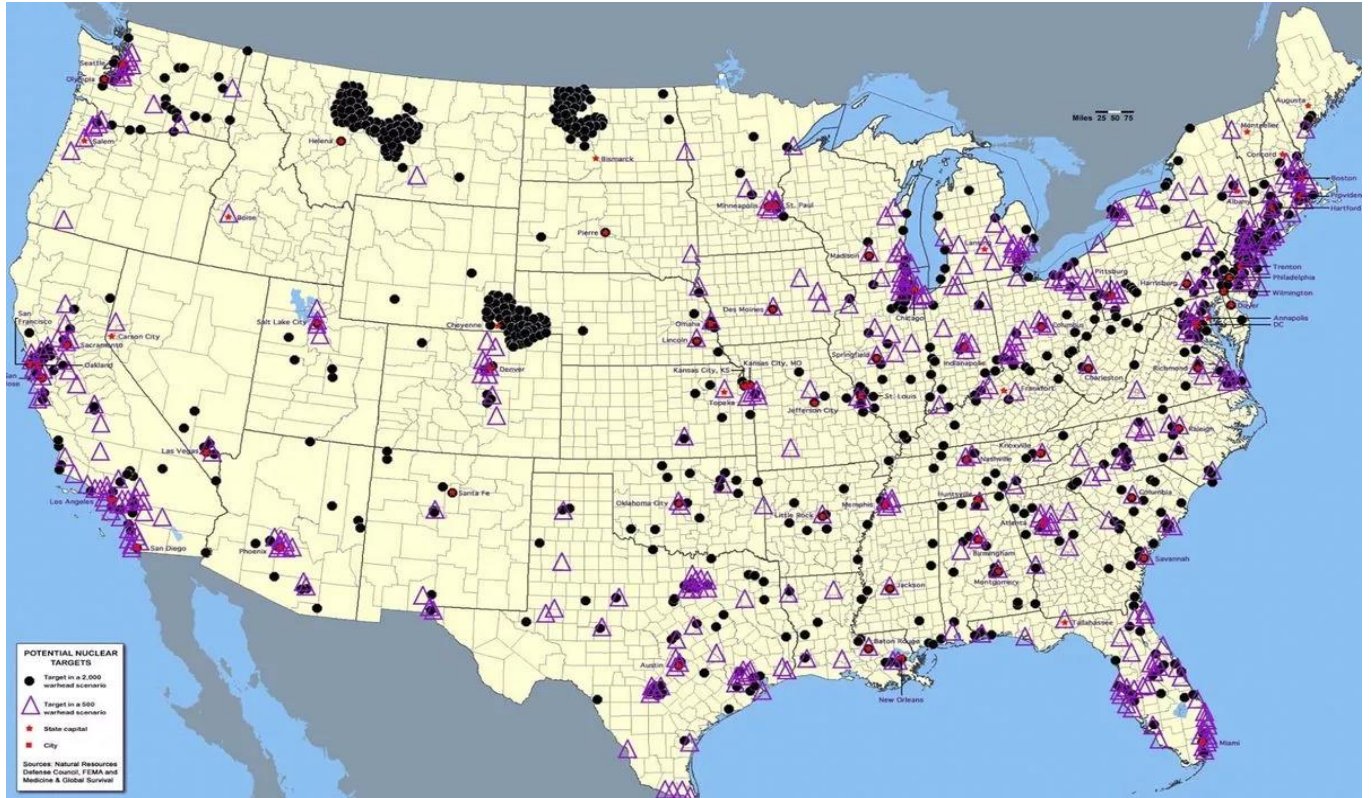 Seattle
Olympia
Salem
Helena
Bismarck
Boise
Pierre
Minneapolis
St. Paul
Miles 25 50 75
Augusta
Montpelier
Concord
Boston
Providen
Hartford
Albany
Madison
Lansing
Trenton
Philadelphia
Wilmington
Dover
Annapolis
DC
Pittsburg
Harrisburg
Chicago
Des Moines
Omaha
Lincoln
Cheyenne
Salt Lake City
Carson City
San
Francisco
Sacramento
Oakland
San
Jose
Denver
Kansas City, MO
Kansas City, KS
Topeka
Jefferson City
St. Louis
Springfield
Indianapolis
Columbus
Charleston
Frankfort
Richmond
Raleigh
Knoxville
Nashville
Las Vegas
Los Angeles
San Diego
Phoenix
Santa Fe
Oklahoma City
Little Rock
Memphis
Huntsville
Atlanta
Columbia
Birmingham
Montgomery
Savannah
Jackson
Tallahassee
Baton Rouge
New Orleans
Austin
Miami
POTENTIAL NUCLEAR
TARGETS
Target in a 2,000
warhead scenario
Target in a 500
warhead scenario
State capital
City
Sources: Natural Resources
Defense Council, FEMA and
Medicine & Global Survival